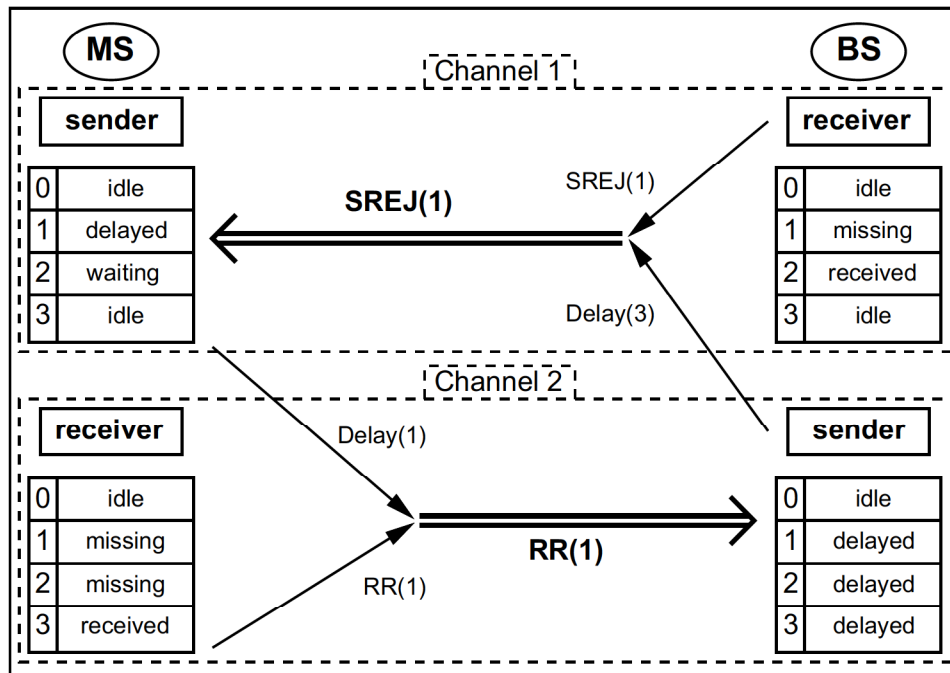 MS
BS
Channel 1
sender
receiver
0 idle
1 delayed
2 waiting
3 idle
SREJ(1)
SREJ(1)
Delay(3)
0 idle
1 missing
2 received
3 idle
Channel 2
receiver
sender
0 idle
1 missing
2 missing
3 received
Delay(1)
RR(1)
RR(1)
0 idle
1 delayed
2 delayed
3 delayed